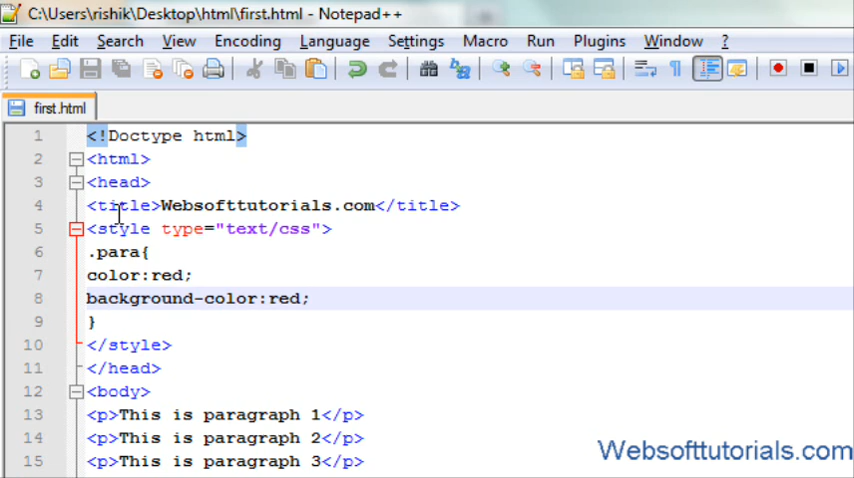 C:\Users\rishik\Desktop\html\first.html - Notepad++
File Edit Search View Encoding Language Settings Macro Run Plugins Window ?
first.html
1 <!Doctype html>
2 <html>
3 <head>
4 <title>Websofttutorials.com</title>
5 <style type="text/css">
6 .para{
7 color:red;
8 background-color:red;
9 }
10 </style>
11 </head>
12 <body>
13 <p>This is paragraph 1</p>
14 <p>This is paragraph 2</p>
15 <p>This is paragraph 3</p>
Websofttutorials.com